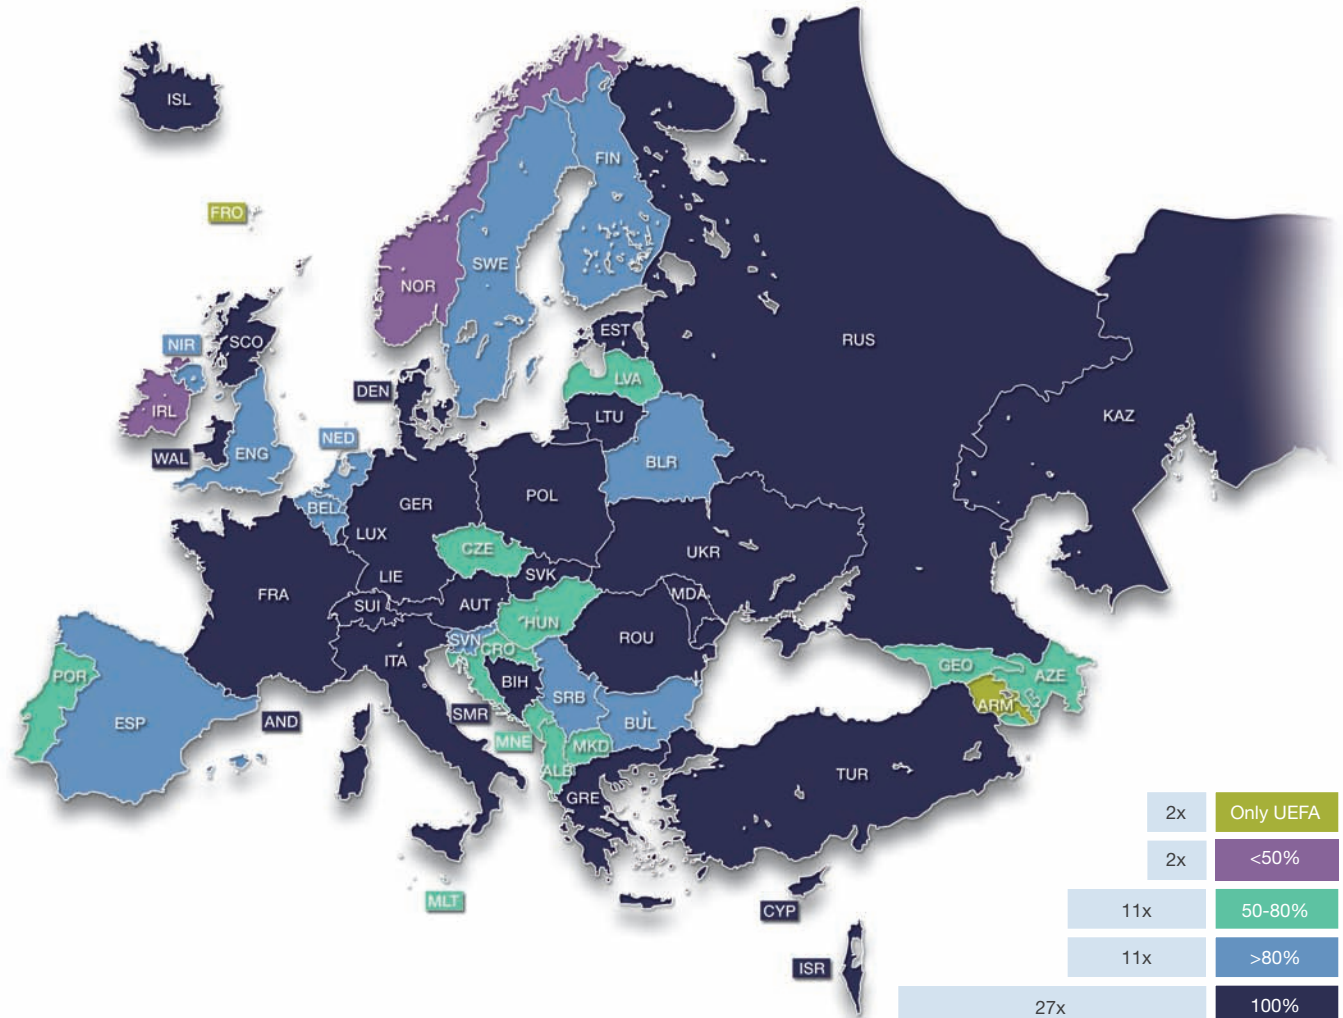 ISL
FIN
FRO
SWE
NOR
EST
SCO
NIR
RUS
LVA
DEN
IRL
LTU
KAZ
NED
ENG
WAL
BLR
POL
GER
BEL
LUX
CZE
UKR
SVK
LIE
FRA
MDA
SUI
AUT
HUN
ROU
SVN
CRO
ITA
GEO
POR
AZE
BIH
SRB
ARM
SMR
AND
ESP
BUL
MNE
MKD
ALB
TUR
GRE
2x Only UEFA
2x <50%
MLT
CYP
11x 50-80%
11x >80%
ISR
27x 100%